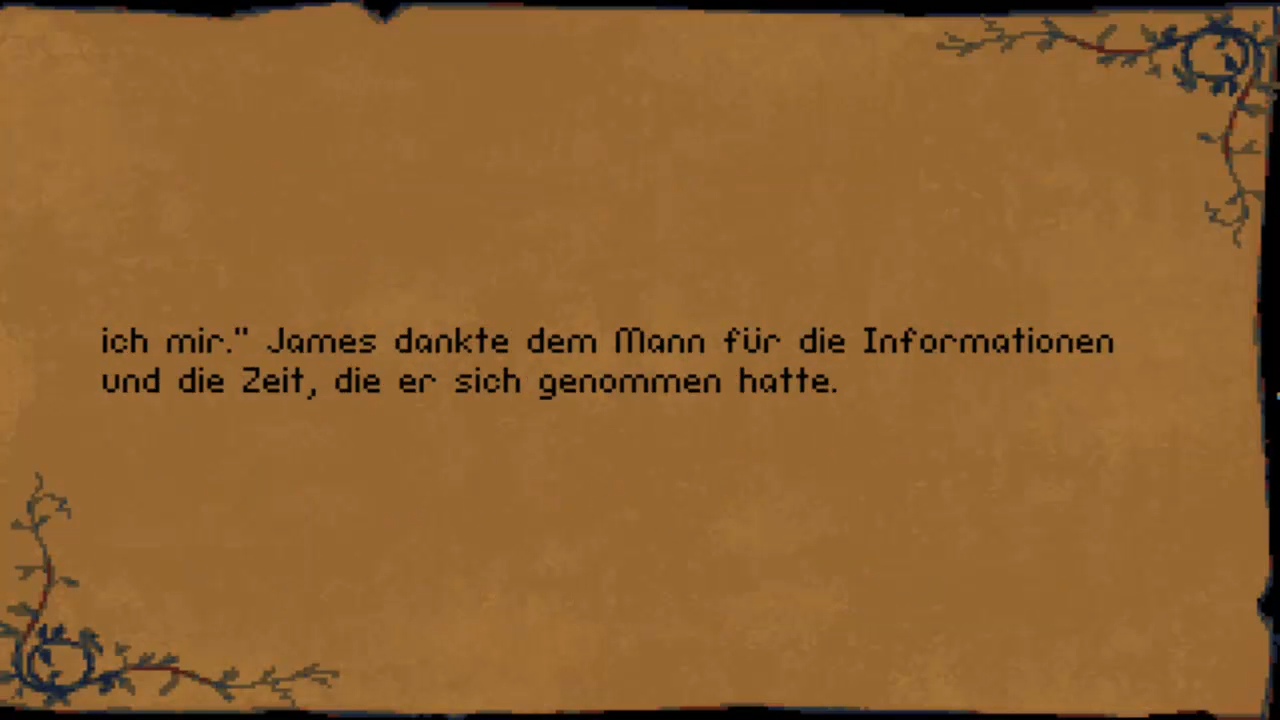 ich mir." James dankte dem Mann für die Informationen
und die Zeit, die er sich genommen hatte.